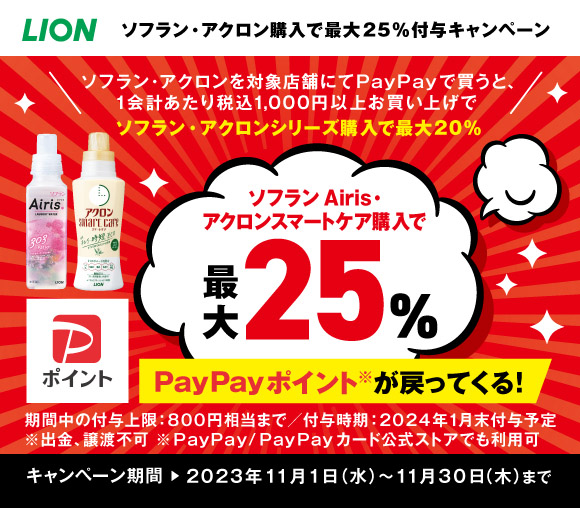 LION ソフラン・アクロン購入で最大25%付与キャンペーン
ソフラン・アクロンを対象店舗にてPayPayで買うと、
1会計あたり税込1,000円以上お買い上げで
ソフラン・アクロンシリーズ購入で最大20%
Airis
アクロン
smart care
時短
LION
LION
ソフラン Airis・
アクロンスマートケア購入で
最大25%
P
ポイント
PayPayポイント※が戻ってくる!
期間中の付与上限:800円相当まで/付与時期:2024年1月末付与予定
※出金、譲渡不可 ※PayPay/PayPayカード公式ストアでも利用可
キャンペーン期間 ▶ 2023年11月1日(水)~11月30日(木)まで